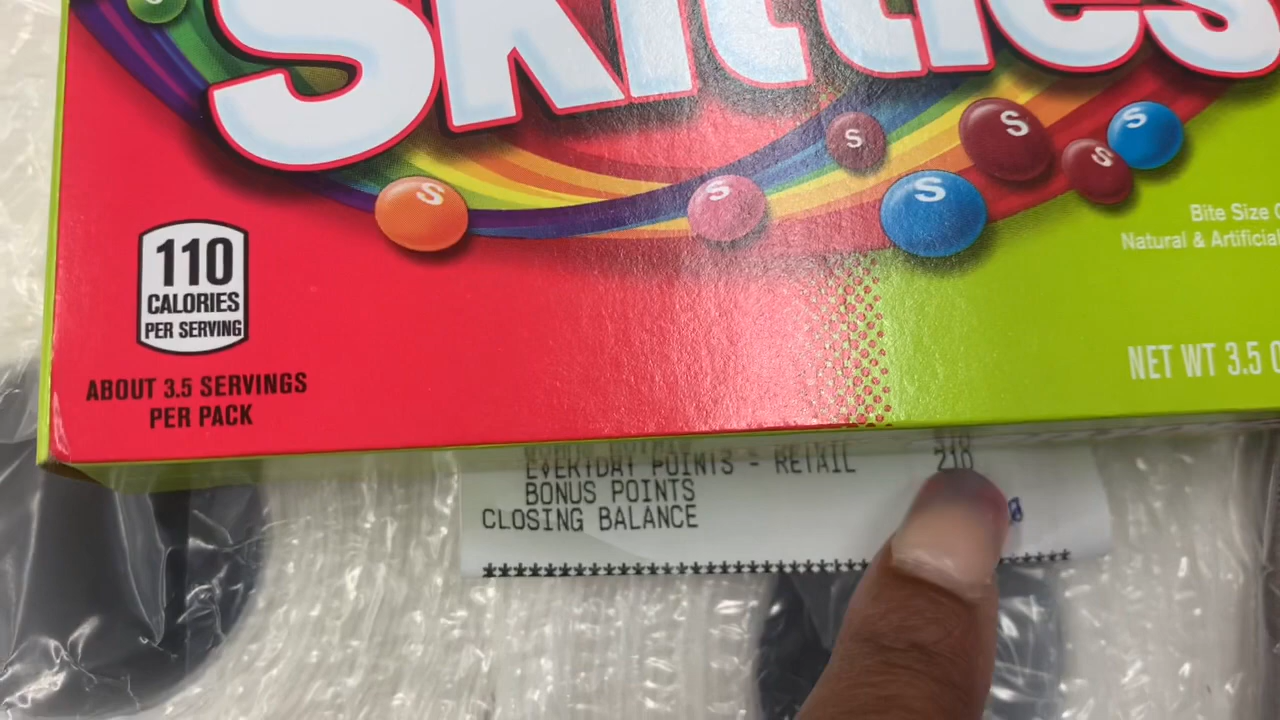 Skittles
S S S S S S S S
110
CALORIES
PER SERVING
ABOUT 3.5 SERVINGS
PER PACK
Bite Size
Natural & Artificial
NET WT 3.5
EVERYDAY POINTS - RETAIL 210
BONUS POINTS
CLOSING BALANCE
****************************************************